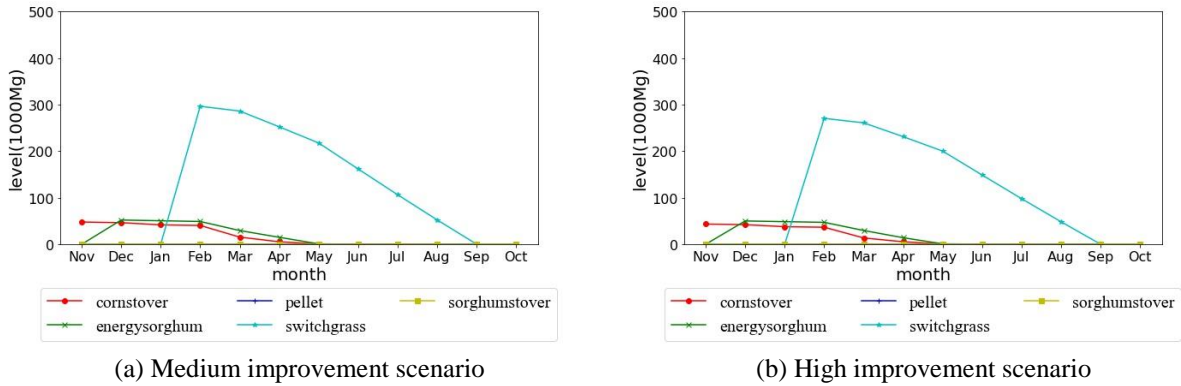 500
400
300
200
100
0
level(1000Mg)
Nov Dec Jan Feb Mar Apr May Jun Jul Aug Sep Oct
month
cornstover pellet sorghumstover
energysorghum switchgrass
(a) Medium improvement scenario
500
400
300
200
100
0
level(1000Mg)
Nov Dec Jan Feb Mar Apr May Jun Jul Aug Sep Oct
month
cornstover pellet sorghumstover
energysorghum switchgrass
(b) High improvement scenario